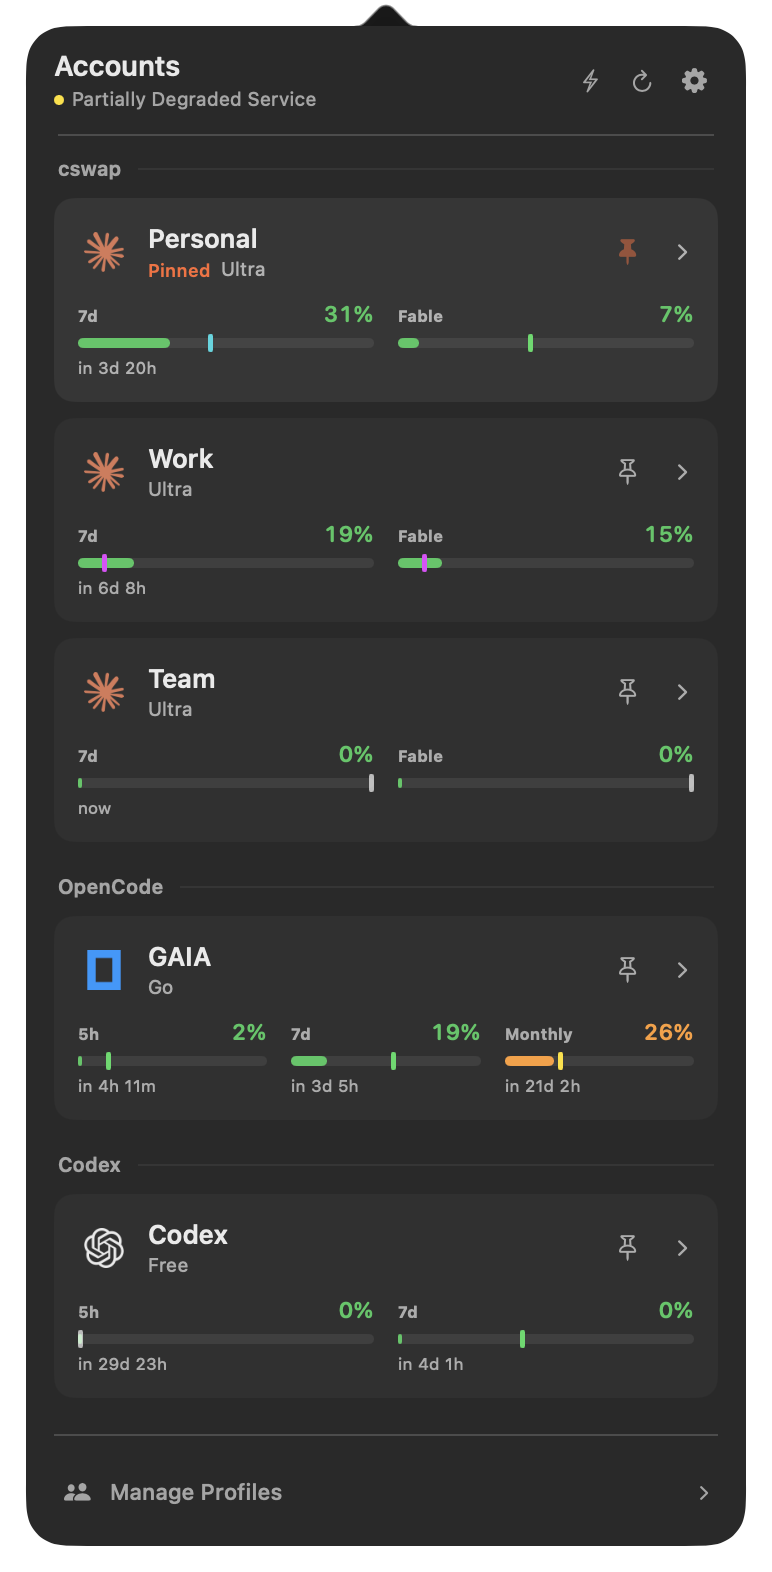 Accounts
Partially Degraded Service
cswap
Personal
Pinned Ultra
7d 31% Fable 7%
in 3d 20h
Work
Ultra
7d 19% Fable 15%
in 6d 8h
Team
Ultra
7d 0% Fable 0%
now
OpenCode
GAIA
Go
5h 2% 7d 19% Monthly 26%
in 4h 11m in 3d 5h in 21d 2h
Codex
Codex
Free
5h 0% 7d 0%
in 29d 23h in 4d 1h
Manage Profiles